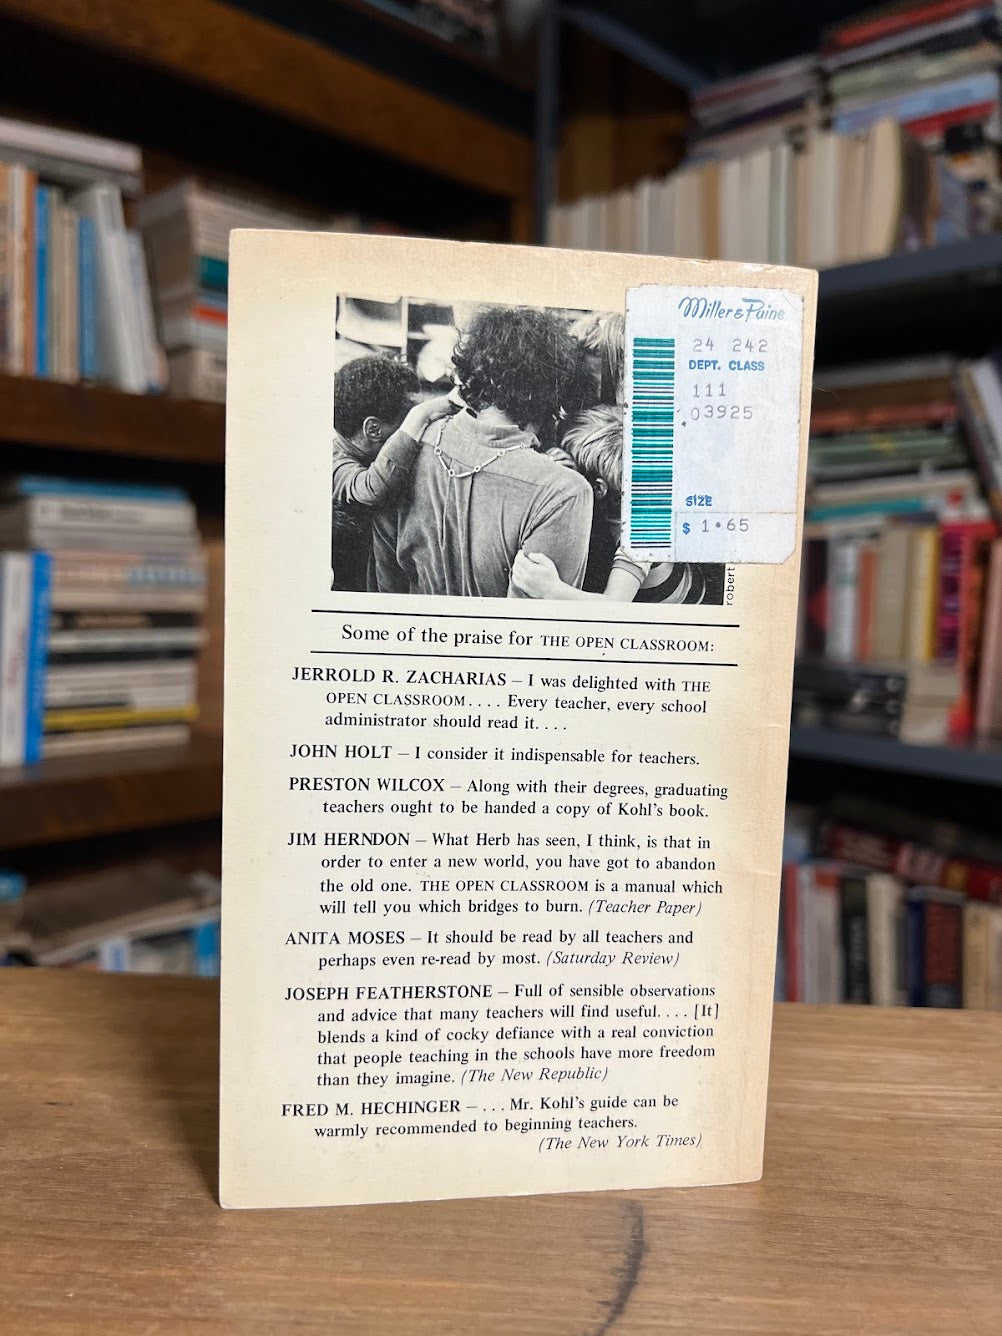 Miller & Paine
24 242
DEPT. CLASS
111
03925
SIZE
$ 1•65
robert
Some of the praise for THE OPEN CLASSROOM:
JERROLD R. ZACHARIAS – I was delighted with THE
OPEN CLASSROOM. . . . Every teacher, every school
administrator should read it. . . .
JOHN HOLT – I consider it indispensable for teachers.
PRESTON WILCOX – Along with their degrees, graduating
teachers ought to be handed a copy of Kohl's book.
JIM HERNDON – What Herb has seen, I think, is that in
order to enter a new world, you have got to abandon
the old one. THE OPEN CLASSROOM is a manual which
will tell you which bridges to burn. (Teacher Paper)
ANITA MOSES – It should be read by all teachers and
perhaps even re-read by most. (Saturday Review)
JOSEPH FEATHERSTONE – Full of sensible observations
and advice that many teachers will find useful. . . . [It]
blends a kind of cocky defiance with a real conviction
that people teaching in the schools have more freedom
than they imagine. (The New Republic)
FRED M. HECHINGER – . . . Mr. Kohl's guide can be
warmly recommended to beginning teachers.
(The New York Times)